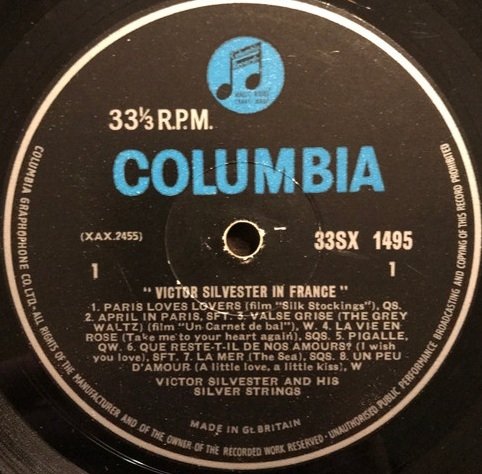 MAGIC NOTES
TRADE MARK
33⅓ R.P.M.
COLUMBIA
(XAX.2455)
33SX 1495
1
1
" VICTOR SILVESTER IN FRANCE "
1. PARIS LOVES LOVERS (film "Silk Stockings"), QS.
2. APRIL IN PARIS, SFT. 3. VALSE GRISE (THE GREY
WALTZ) (film "Un Carnet de bal"), W. 4. LA VIE EN
ROSE (Take me to your heart again), SQS. 5. PIGALLE,
QW. 6. QUE RESTE-T-IL DE NOS AMOURS? (I wish
you love), SFT. 7. LA MER (The Sea), SQS. 8. UN PEU
D'AMOUR (A little love, a little kiss), W
VICTOR SILVESTER AND HIS
SILVER STRINGS
MADE IN Gt. BRITAIN
COLUMBIA GRAPHOPHONE CO. LTD.- ALL RIGHTS OF THE MANUFACTURER AND OF THE OWNER OF THE RECORDED WORK RESERVED · UNAUTHORISED PUBLIC PERFORMANCE BROADCASTING AND COPYING OF THIS RECORD PROHIBITED